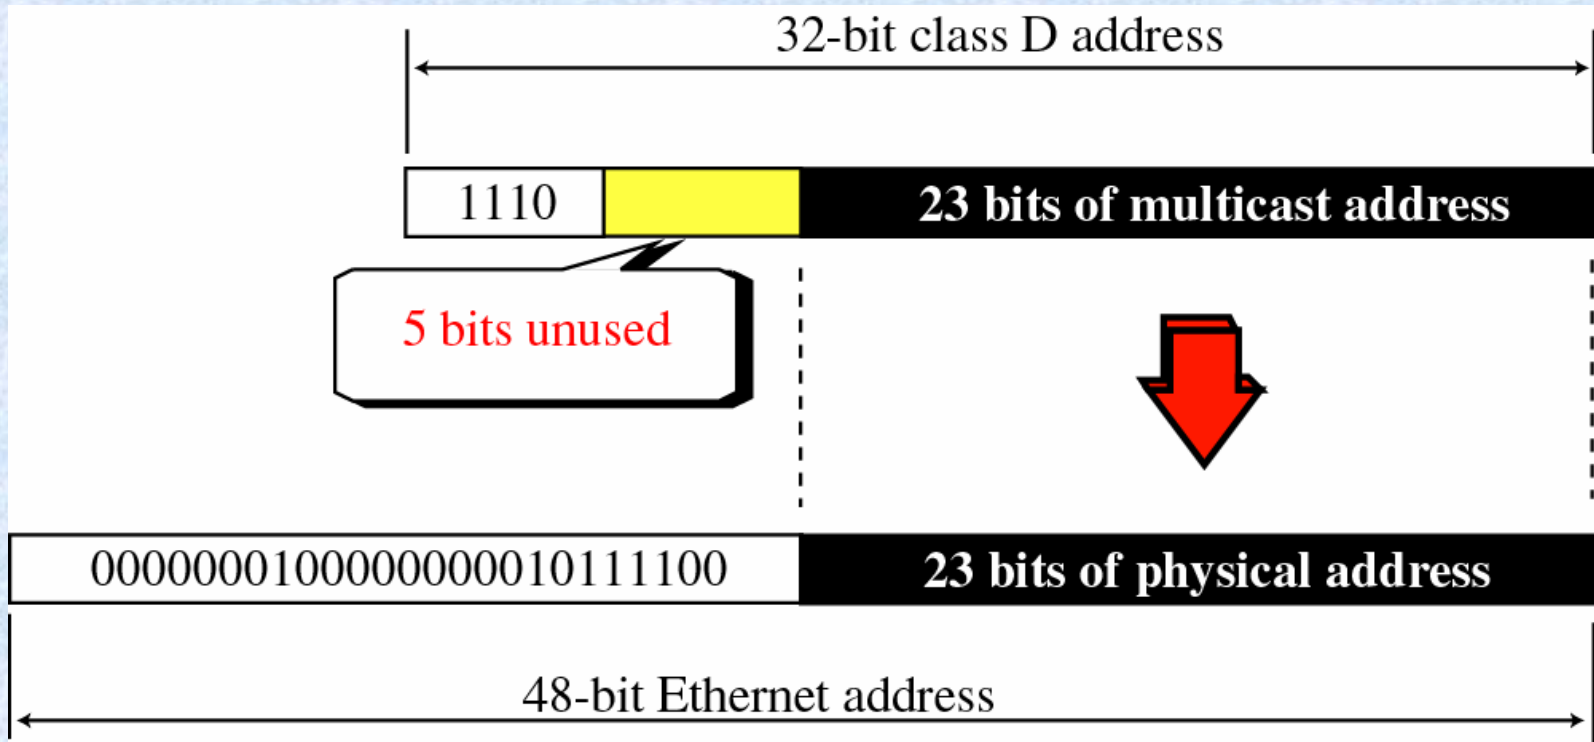 32-bit class D address
1110
23 bits of multicast address
5 bits unused
0000000100000000010111100
23 bits of physical address
48-bit Ethernet address